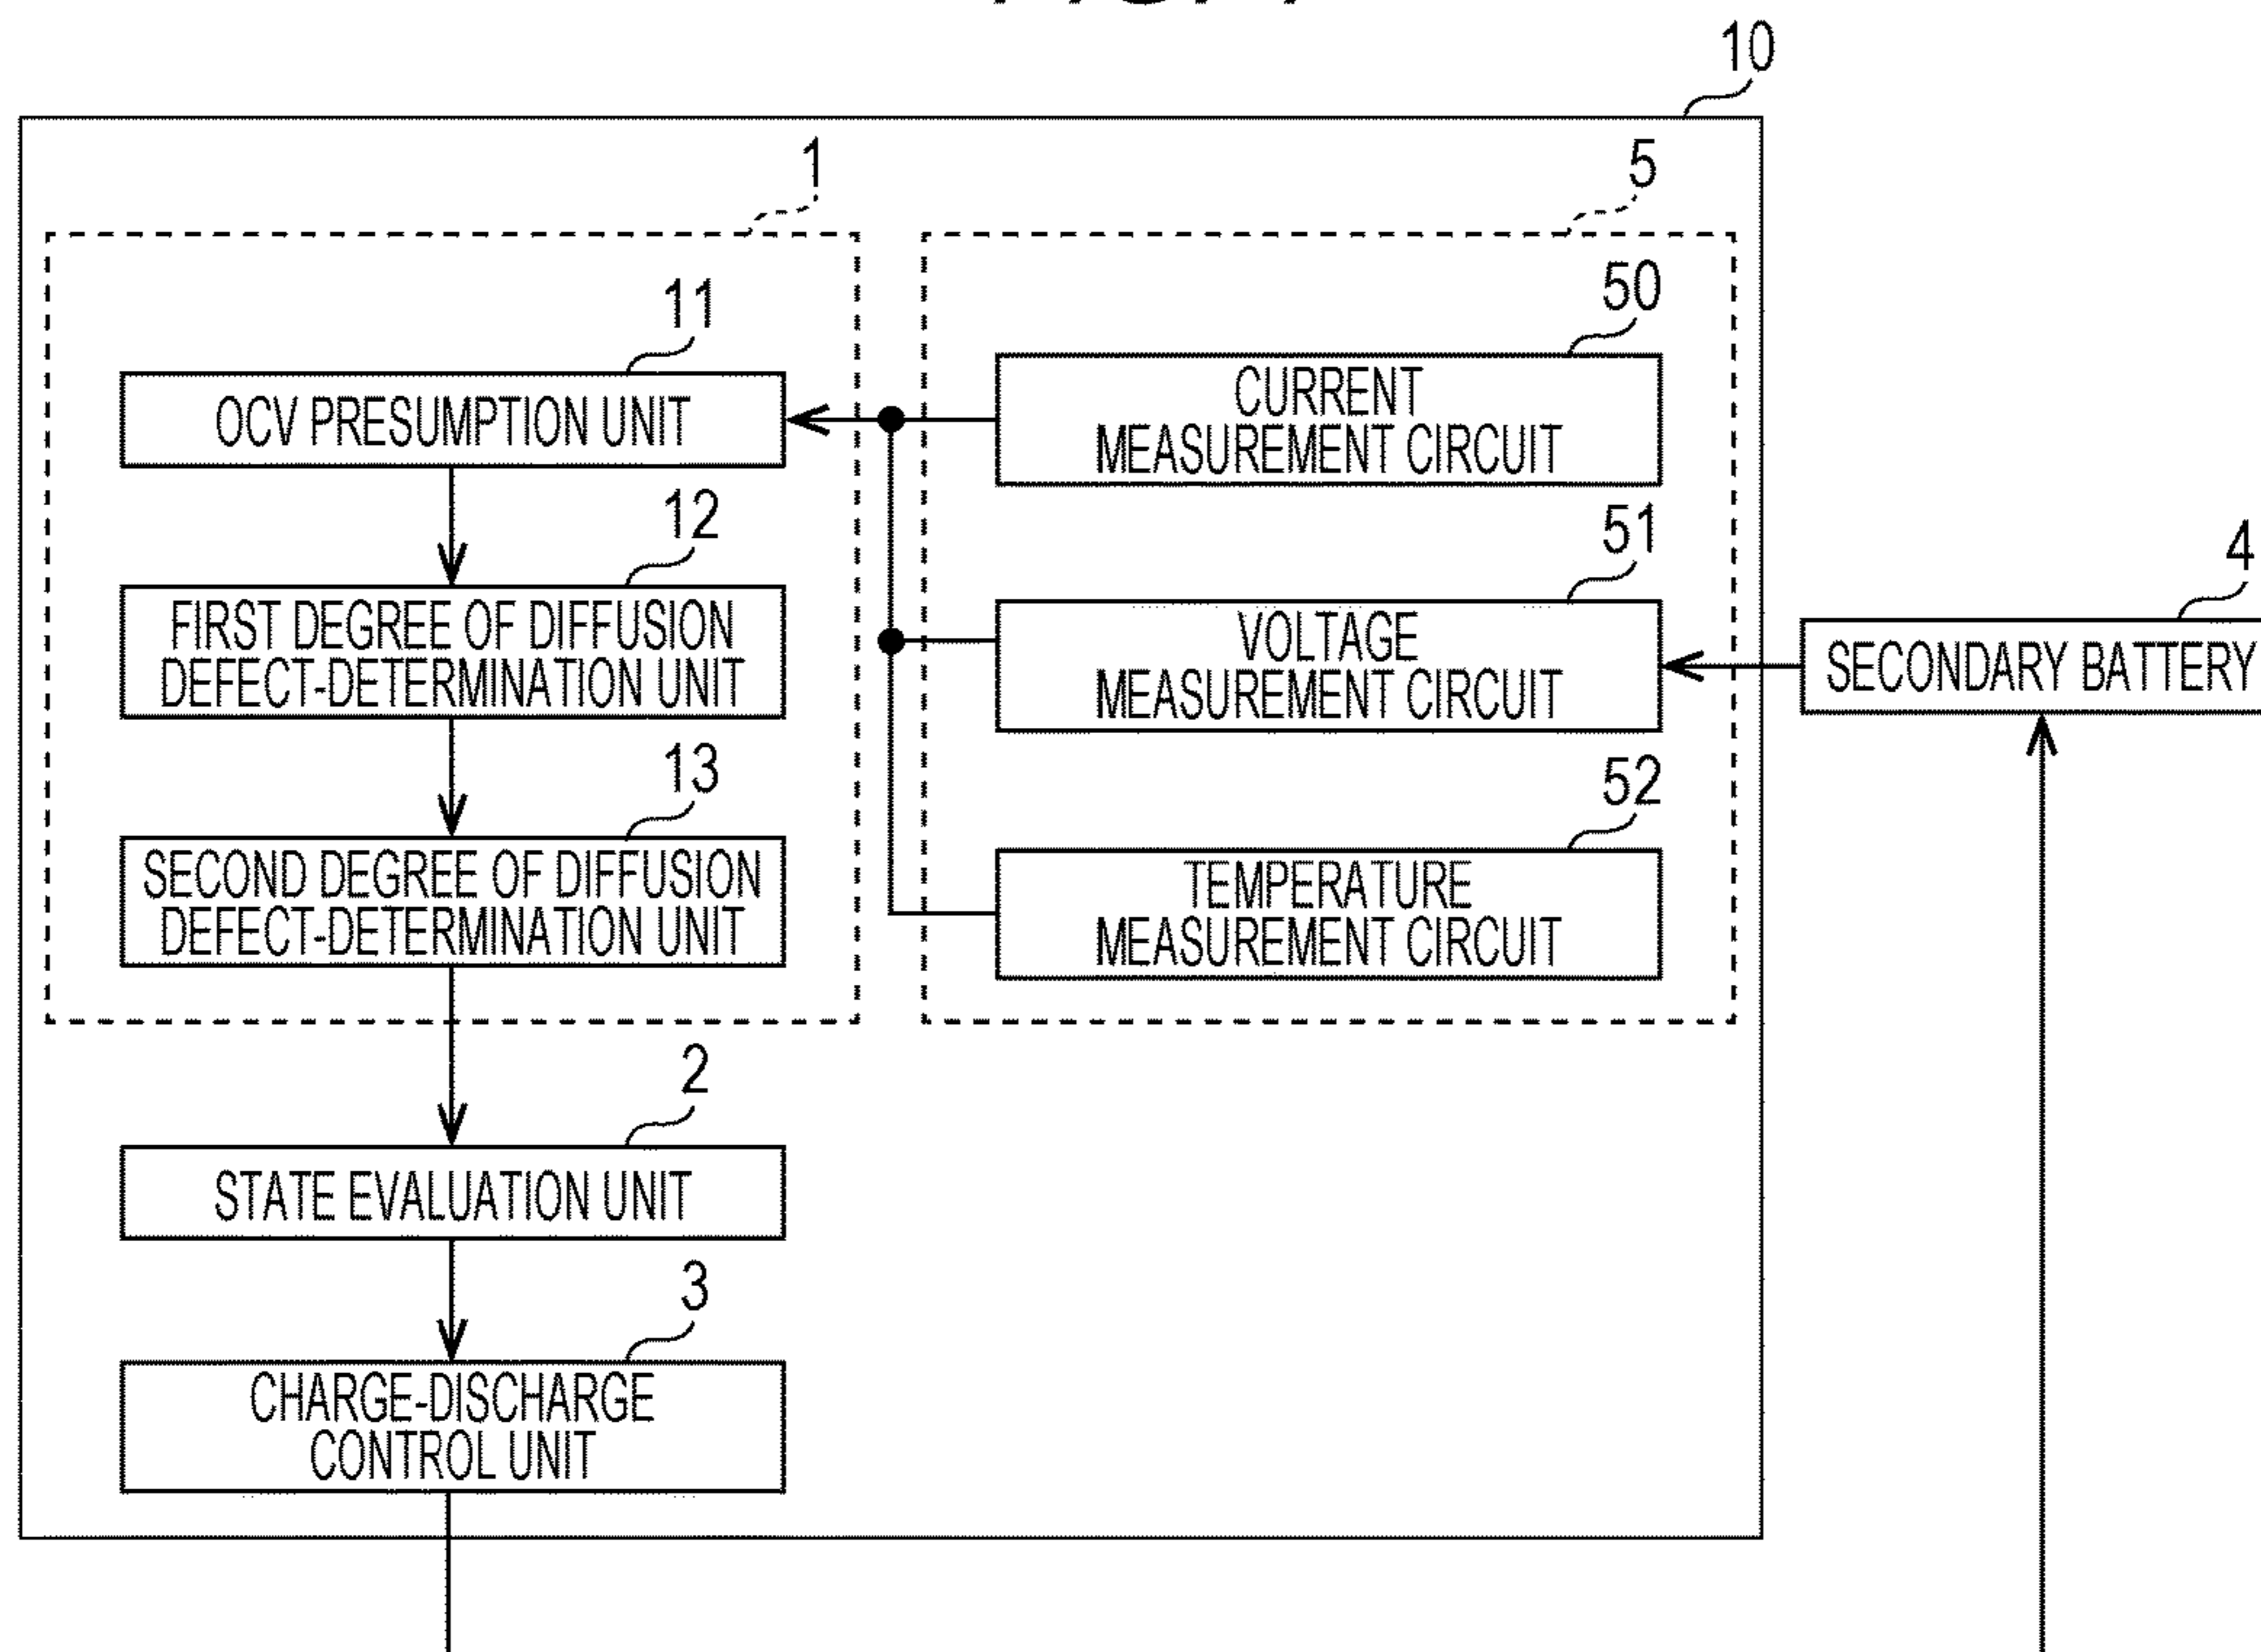 10
1
5
11
OCV PRESUMPTION UNIT
50
CURRENT
MEASUREMENT CIRCUIT
12
FIRST DEGREE OF DIFFUSION
DEFECT-DETERMINATION UNIT
51
VOLTAGE
MEASUREMENT CIRCUIT
4
SECONDARY BATTERY
13
SECOND DEGREE OF DIFFUSION
DEFECT-DETERMINATION UNIT
52
TEMPERATURE
MEASUREMENT CIRCUIT
2
STATE EVALUATION UNIT
3
CHARGE-DISCHARGE
CONTROL UNIT